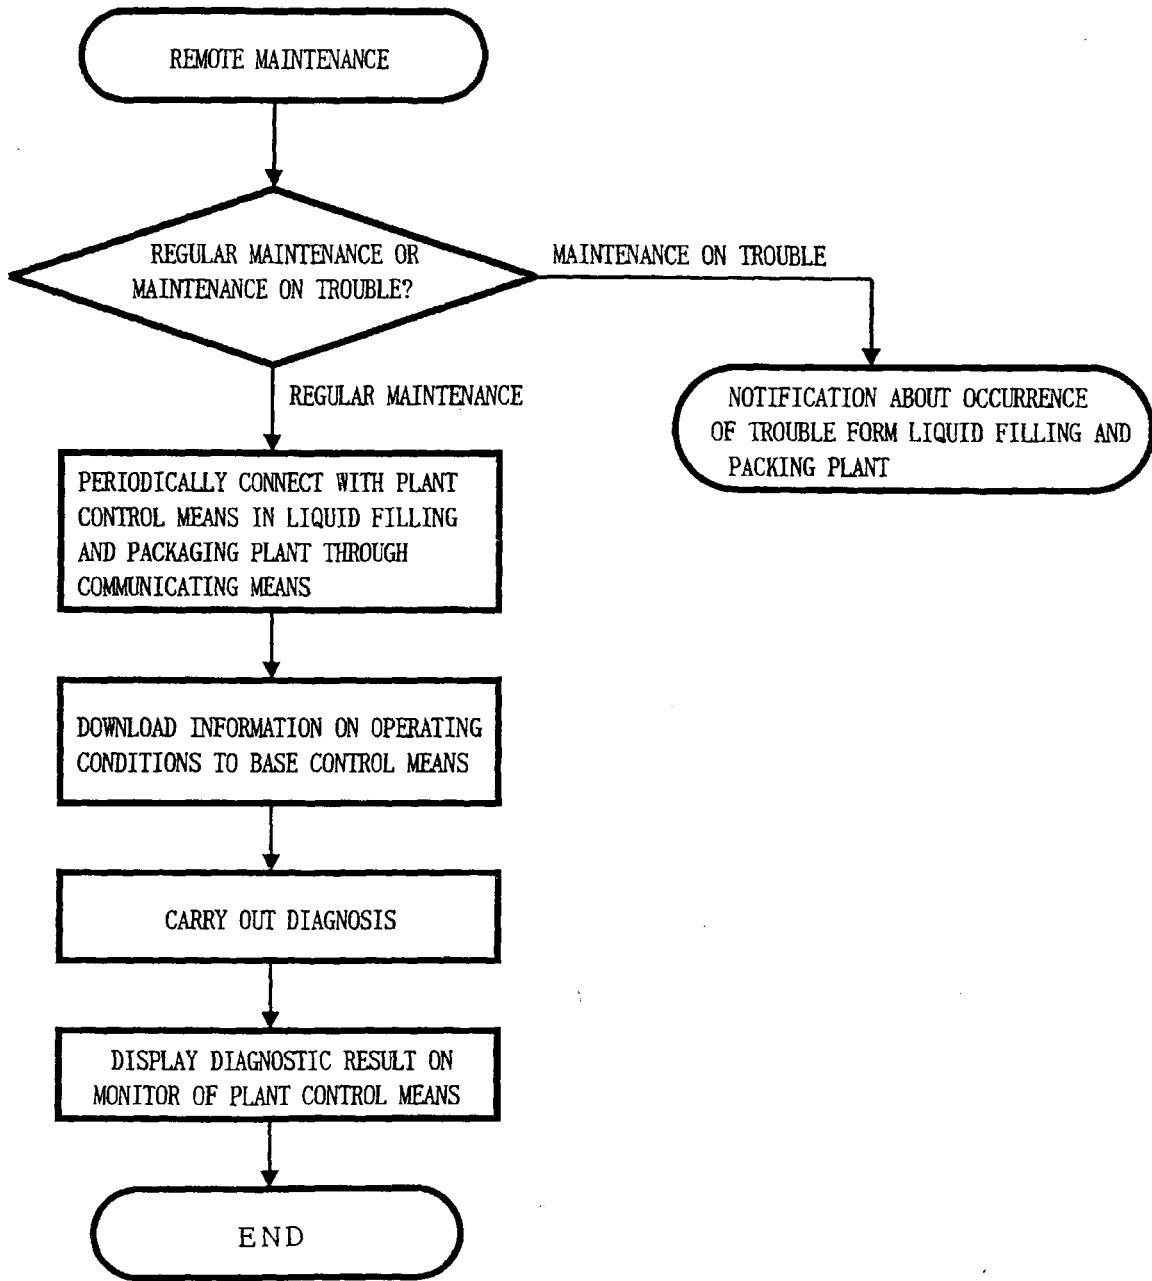 REMOTE MAINTENANCE
REGULAR MAINTENANCE OR
MAINTENANCE ON TROUBLE?
MAINTENANCE ON TROUBLE
REGULAR MAINTENANCE
NOTIFICATION ABOUT OCCURRENCE
OF TROUBLE FORM LIQUID FILLING AND
PACKING PLANT
PERIODICALLY CONNECT WITH PLANT
CONTROL MEANS IN LIQUID FILLING
AND PACKAGING PLANT THROUGH
COMMUNICATING MEANS
DOWNLOAD INFORMATION ON OPERATING
CONDITIONS TO BASE CONTROL MEANS
CARRY OUT DIAGNOSIS
DISPLAY DIAGNOSTIC RESULT ON
MONITOR OF PLANT CONTROL MEANS
END